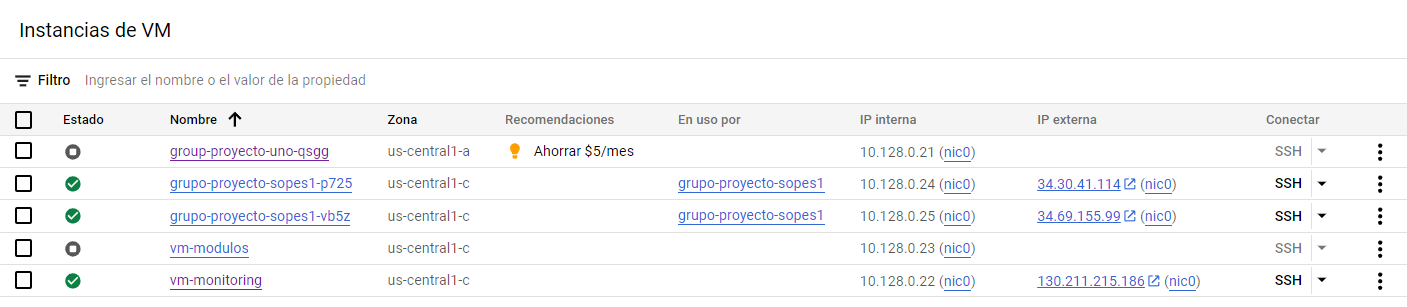 Instancias de VM
Filtro Ingresar el nombre o el valor de la propiedad
Estado Nombre Zona Recomendaciones En uso por IP interna IP externa Conectar
group-proyecto-uno-qsgg us-central1-a Ahorrar $5/mes 10.128.0.21 (nic0) SSH
grupo-proyecto-sopes1-p725 us-central1-c grupo-proyecto-sopes1 10.128.0.24 (nic0) 34.30.41.114 (nic0) SSH
grupo-proyecto-sopes1-vb5z us-central1-c grupo-proyecto-sopes1 10.128.0.25 (nic0) 34.69.155.99 (nic0) SSH
vm-modulos us-central1-c 10.128.0.23 (nic0) SSH
vm-monitoring us-central1-c 10.128.0.22 (nic0) 130.211.215.186 (nic0) SSH